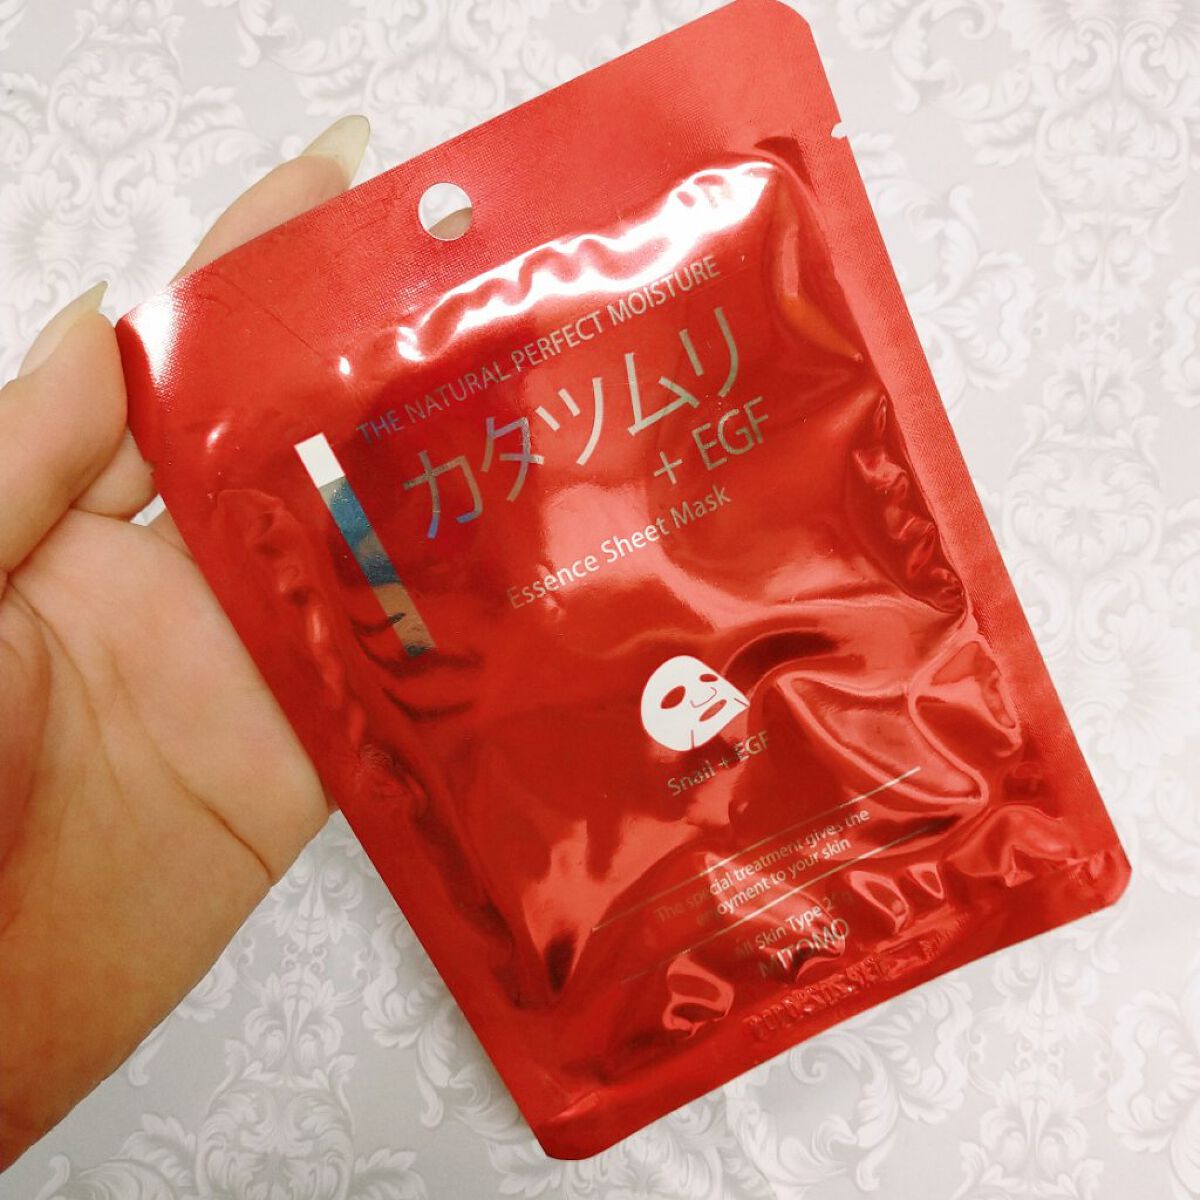 THE NATURAL PERFECT MOISTURE
カタツムリ
+ EGF
Essence Sheet Mask
Snail + EGF
The special treatment gives the
enjoyment to your skin
All Skin Type
MITOMO